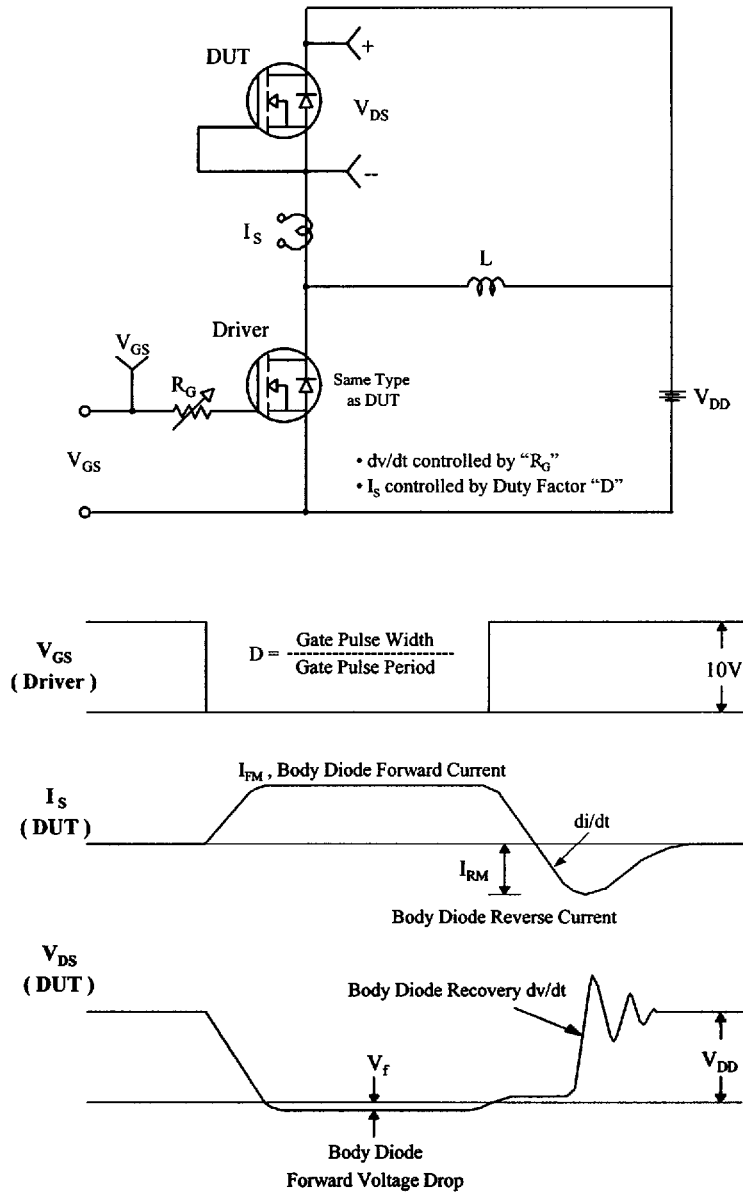 DUT
+
V_DS
--
I_S
L
Driver
V_GS
R_G
Same Type
as DUT
V_DD
V_GS
• dv/dt controlled by “R_G”
• I_S controlled by Duty Factor “D”
V_GS
( Driver )
D = Gate Pulse Width
Gate Pulse Period
10V
I_FM , Body Diode Forward Current
I_S
( DUT )
di/dt
I_RM
Body Diode Reverse Current
V_DS
( DUT )
Body Diode Recovery dv/dt
V_f
V_DD
Body Diode
Forward Voltage Drop